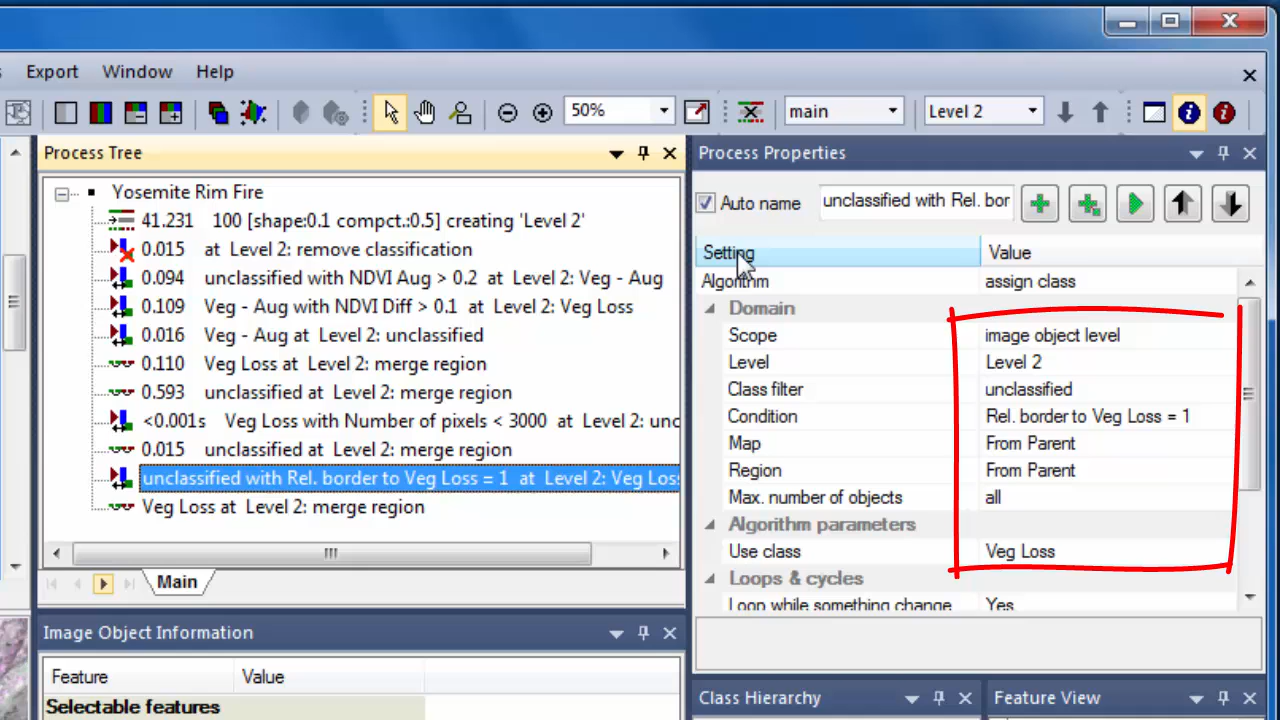 Export Window Help
50% main Level 2
Process Tree
Yosemite Rim Fire
41.231 100 [shape:0.1 compct.:0.5] creating 'Level 2'
0.015 at Level 2: remove classification
0.094 unclassified with NDVI Aug > 0.2 at Level 2: Veg - Aug
0.109 Veg - Aug with NDVI Diff > 0.1 at Level 2: Veg Loss
0.016 Veg - Aug at Level 2: unclassified
0.110 Veg Loss at Level 2: merge region
0.593 unclassified at Level 2: merge region
<0.001s Veg Loss with Number of pixels < 3000 at Level 2: unc
0.015 unclassified at Level 2: merge region
unclassified with Rel. border to Veg Loss = 1 at Level 2: Veg Los
Veg Loss at Level 2: merge region
Main
Process Properties
Auto name unclassified with Rel. bor
Setting Value
Algorithm assign class
Domain
Scope image object level
Level Level 2
Class filter unclassified
Condition Rel. border to Veg Loss = 1
Map From Parent
Region From Parent
Max. number of objects all
Algorithm parameters
Use class Veg Loss
Loops & cycles
Loop while something change Yes
Image Object Information
Feature Value
Selectable features
Class Hierarchy
Feature View